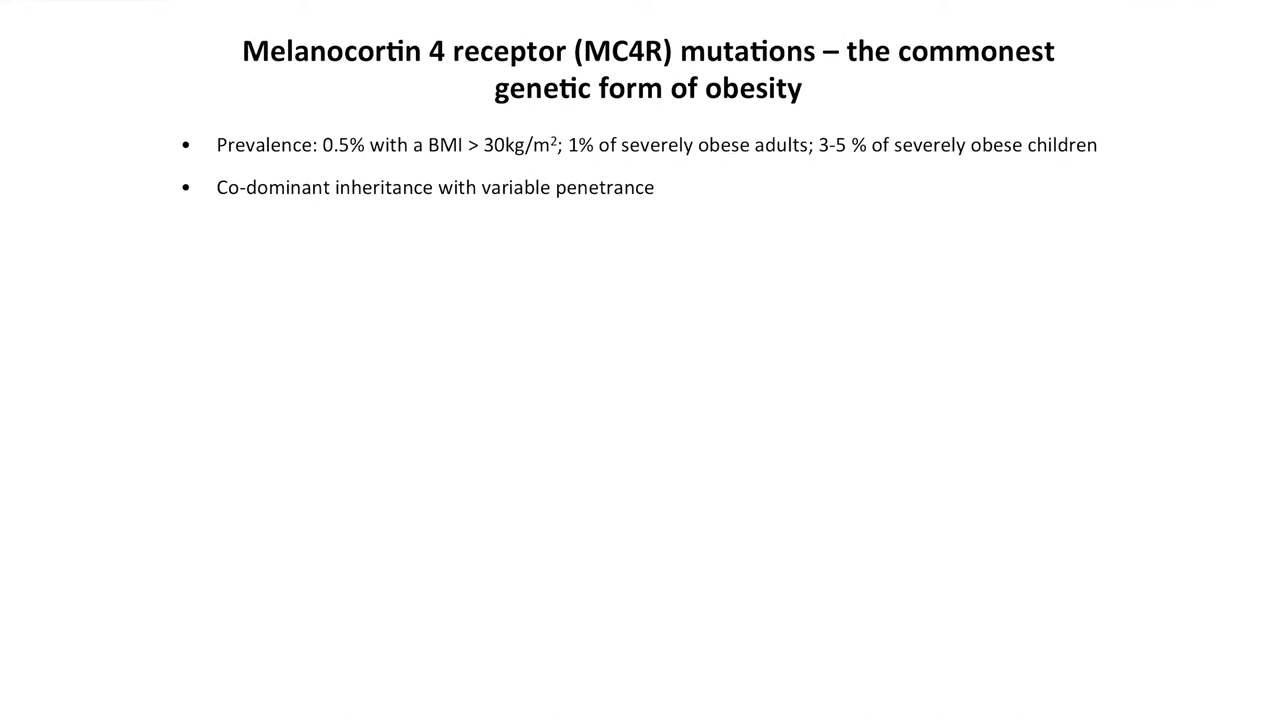 Melanocortin 4 receptor (MC4R) mutations – the commonest
genetic form of obesity
• Prevalence: 0.5% with a BMI > 30kg/m²; 1% of severely obese adults; 3-5 % of severely obese children
• Co-dominant inheritance with variable penetrance